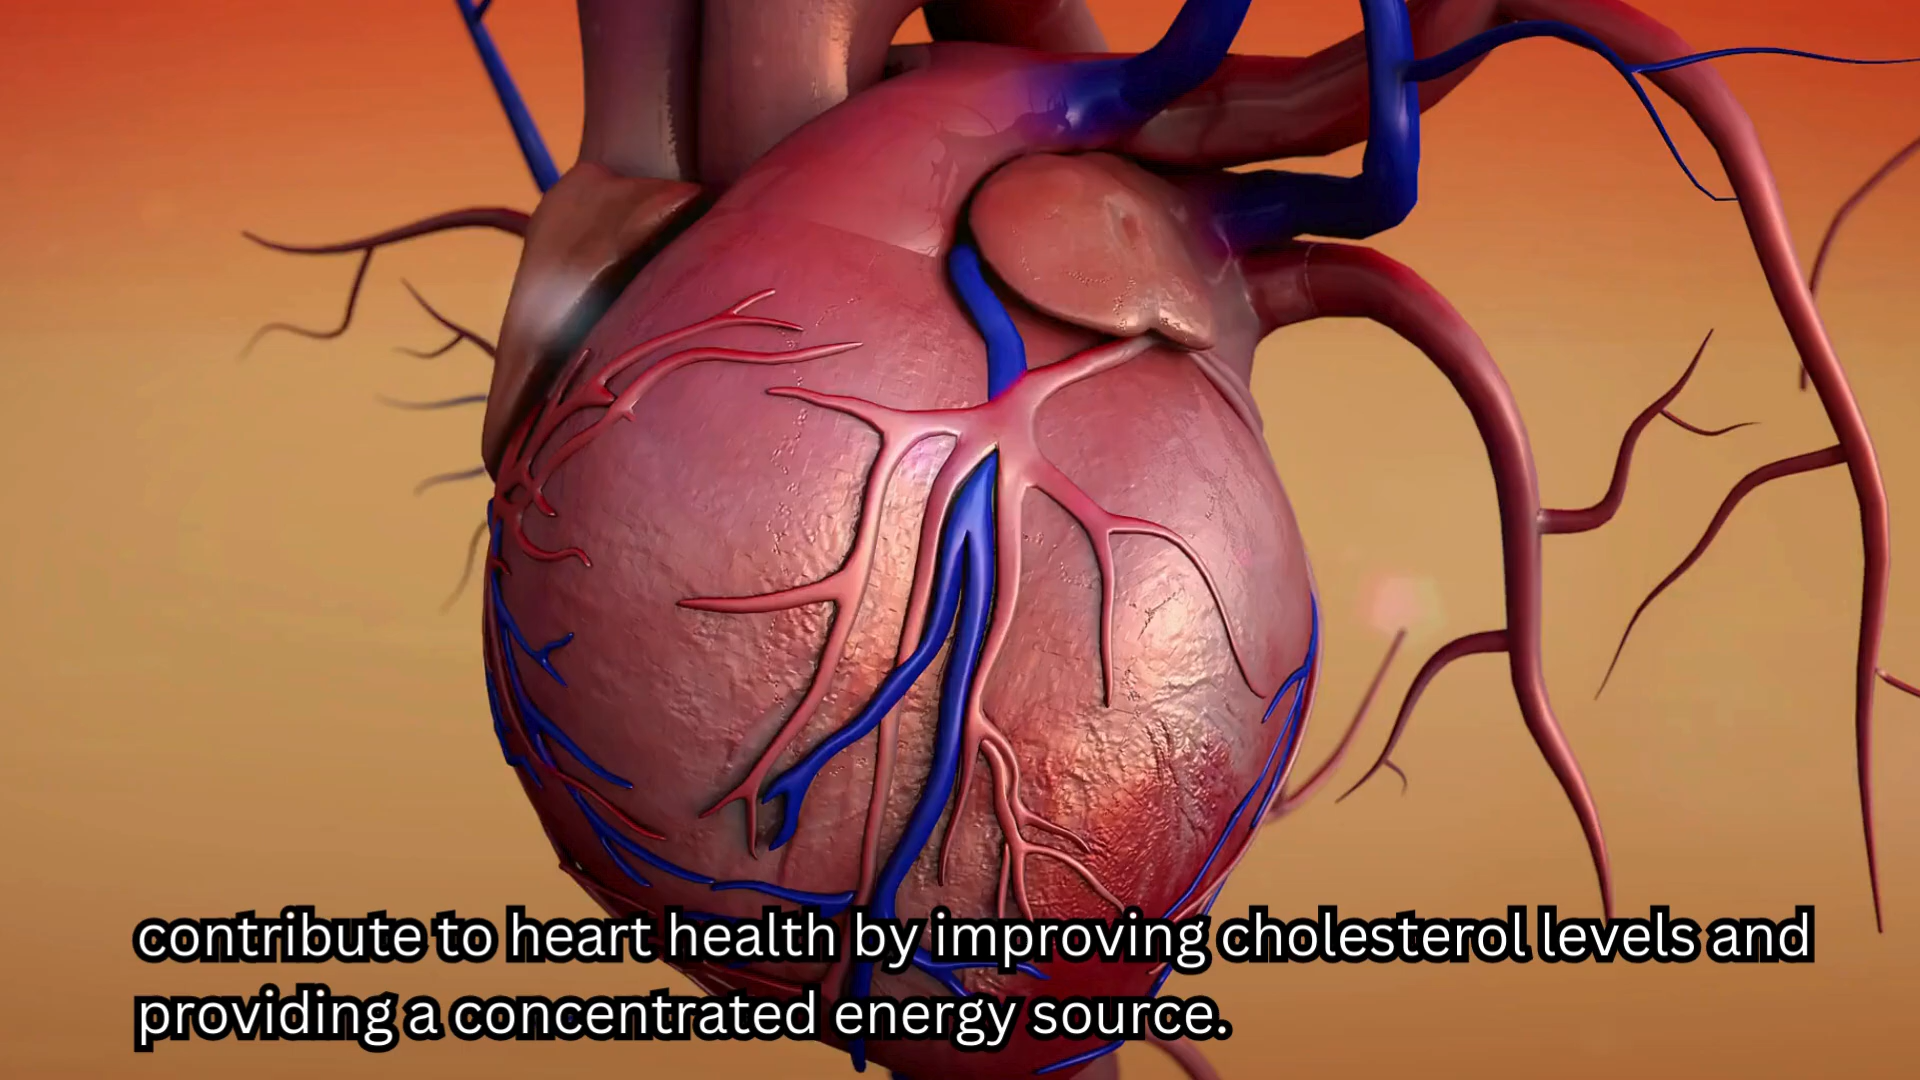 contribute to heart health by improving cholesterol levels and
providing a concentrated energy source.